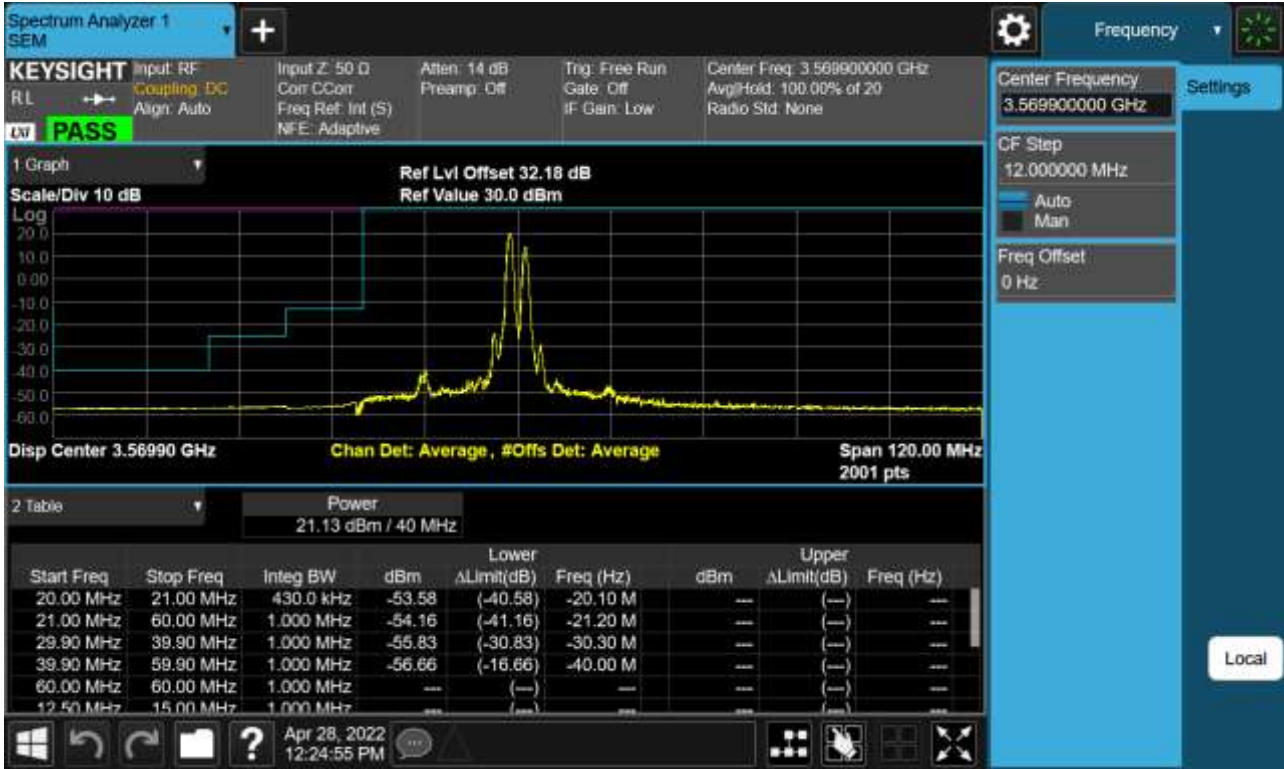 Spectrum Analyzer 1
SEM
Frequency
KEYSIGHT
RL
LXI
PASS
Input: RF
Coupling: DC
Align: Auto
Input Z: 50 Ω
Corr CCorr
Freq Ref: Int (S)
NFE: Adaptive
Atten: 14 dB
Preamp: Off
Trig: Free Run
Gate: Off
IF Gain: Low
Center Freq: 3.569900000 GHz
Avg|Hold: 100.00% of 20
Radio Std: None
Center Frequency
3.569900000 GHz
Settings
CF Step
12.000000 MHz
Auto
Man
Freq Offset
0 Hz
Local
1 Graph
Scale/Div 10 dB
Ref Lvl Offset 32.18 dB
Ref Value 30.0 dBm
Log
20.0
10.0
0.00
-10.0
-20.0
-30.0
-40.0
-50.0
-60.0
Disp Center 3.56990 GHz
Chan Det: Average, #Offs Det: Average
Span 120.00 MHz
2001 pts
2 Table
Power
21.13 dBm / 40 MHz
Lower Upper
Start Freq Stop Freq Integ BW dBm ΔLimit(dB) Freq (Hz) dBm ΔLimit(dB) Freq (Hz)
20.00 MHz 21.00 MHz 430.0 kHz -53.58 (-40.58) -20.10 M --- (---) ---
21.00 MHz 60.00 MHz 1.000 MHz -54.16 (-41.16) -21.20 M --- (---) ---
29.90 MHz 39.90 MHz 1.000 MHz -55.83 (-30.83) -30.30 M --- (---) ---
39.90 MHz 59.90 MHz 1.000 MHz -56.66 (-16.66) -40.00 M --- (---) ---
60.00 MHz 60.00 MHz 1.000 MHz --- (---) --- --- (---) ---
12.50 MHz 15.00 MHz 1.000 MHz --- (---) --- --- (---) ---
?
Apr 28, 2022
12:24:55 PM